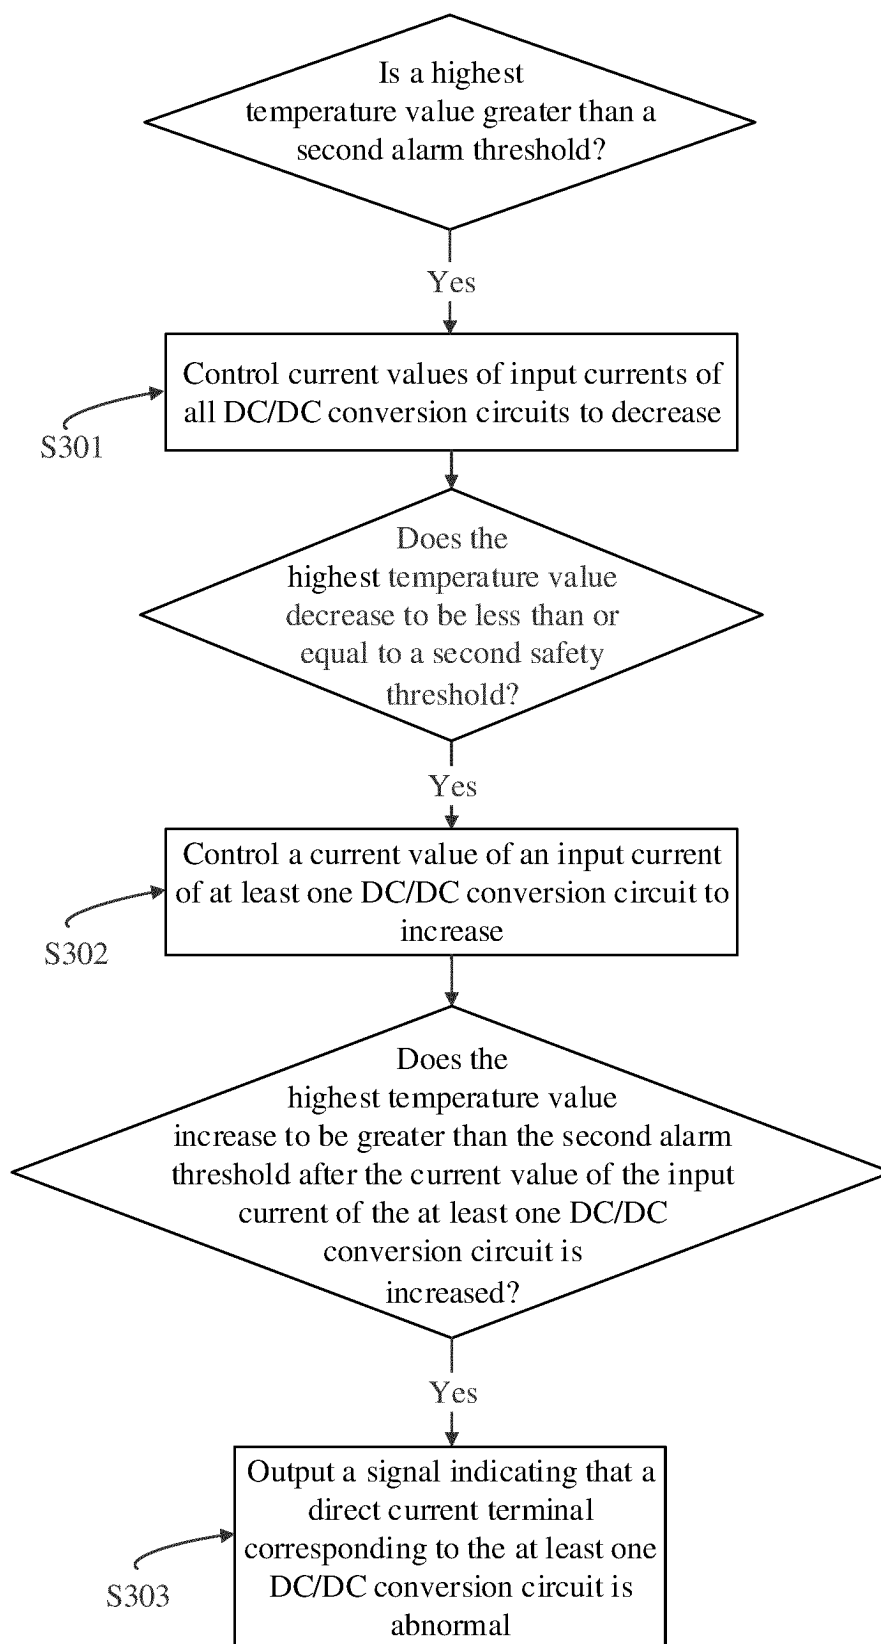 Is a highest
temperature value greater than a
second alarm threshold?
Yes
Control current values of input currents of
all DC/DC conversion circuits to decrease
S301
Does the
highest temperature value
decrease to be less than or
equal to a second safety
threshold?
Yes
Control a current value of an input current
of at least one DC/DC conversion circuit to
increase
S302
Does the
highest temperature value
increase to be greater than the second alarm
threshold after the current value of the input
current of the at least one DC/DC
conversion circuit is
increased?
Yes
Output a signal indicating that a
direct current terminal
corresponding to the at least one
DC/DC conversion circuit is
abnormal
S303